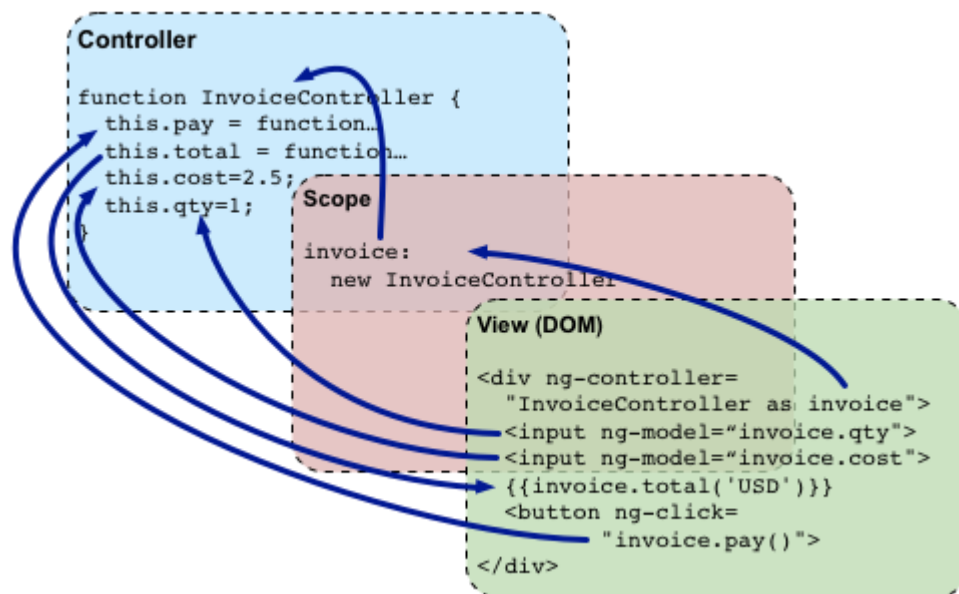 Controller
function InvoiceController {
this.pay = function…
this.total = function…
this.cost=2.5;
this.qty=1;
}
Scope
invoice:
new InvoiceController
View (DOM)
<div ng-controller=
"InvoiceController as invoice">
<input ng-model=“invoice.qty">
<input ng-model=“invoice.cost">
{{invoice.total('USD')}}
<button ng-click=
"invoice.pay()">
</div>